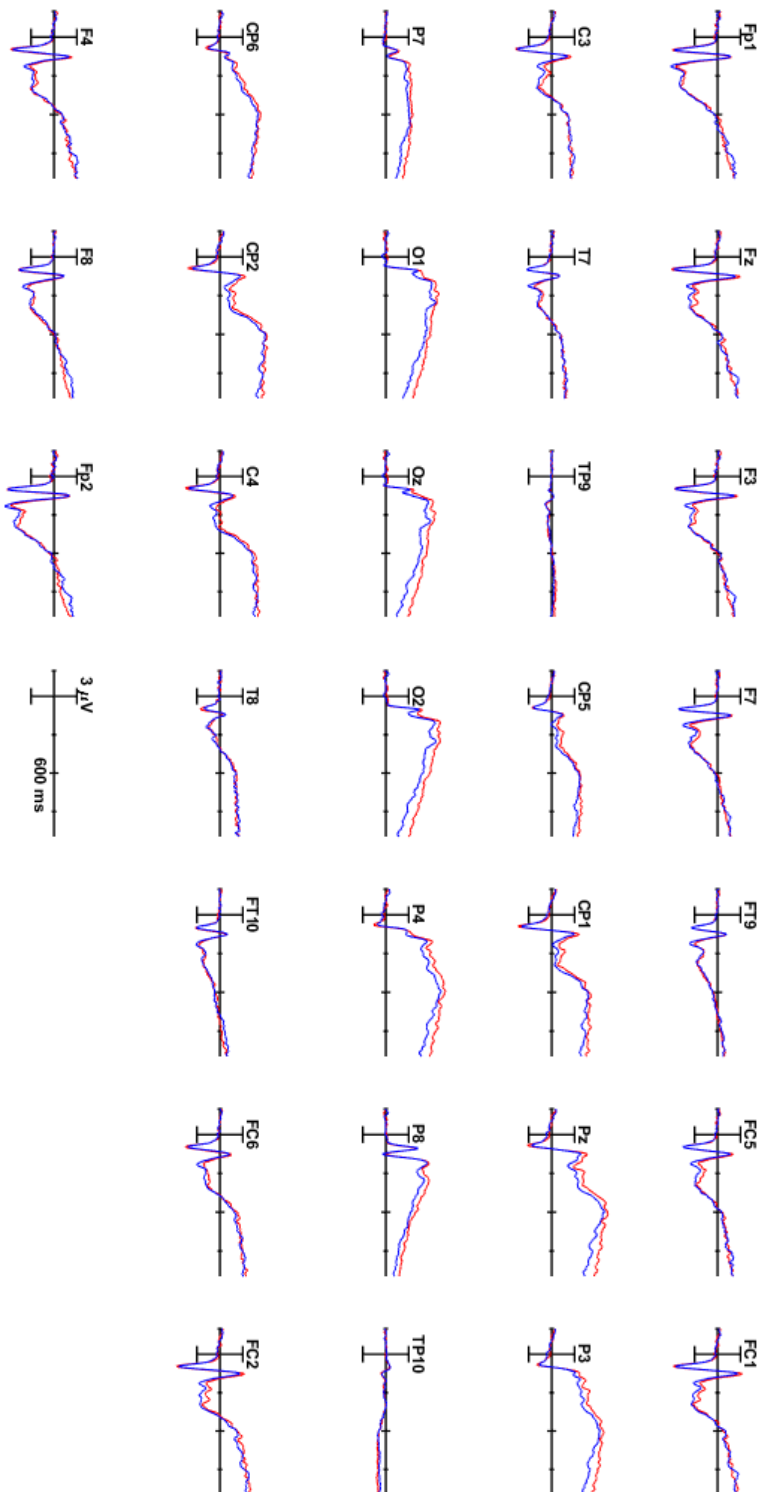 Fp1
Fz
F3
F7
FT9
FC5
FC1
C3
T7
TP9
CP5
CP1
Pz
P3
P7
O1
Oz
O2
P4
P8
TP10
CP6
CP2
C4
T8
FT10
FC6
FC2
F4
F8
Fp2
3 μV
600 ms